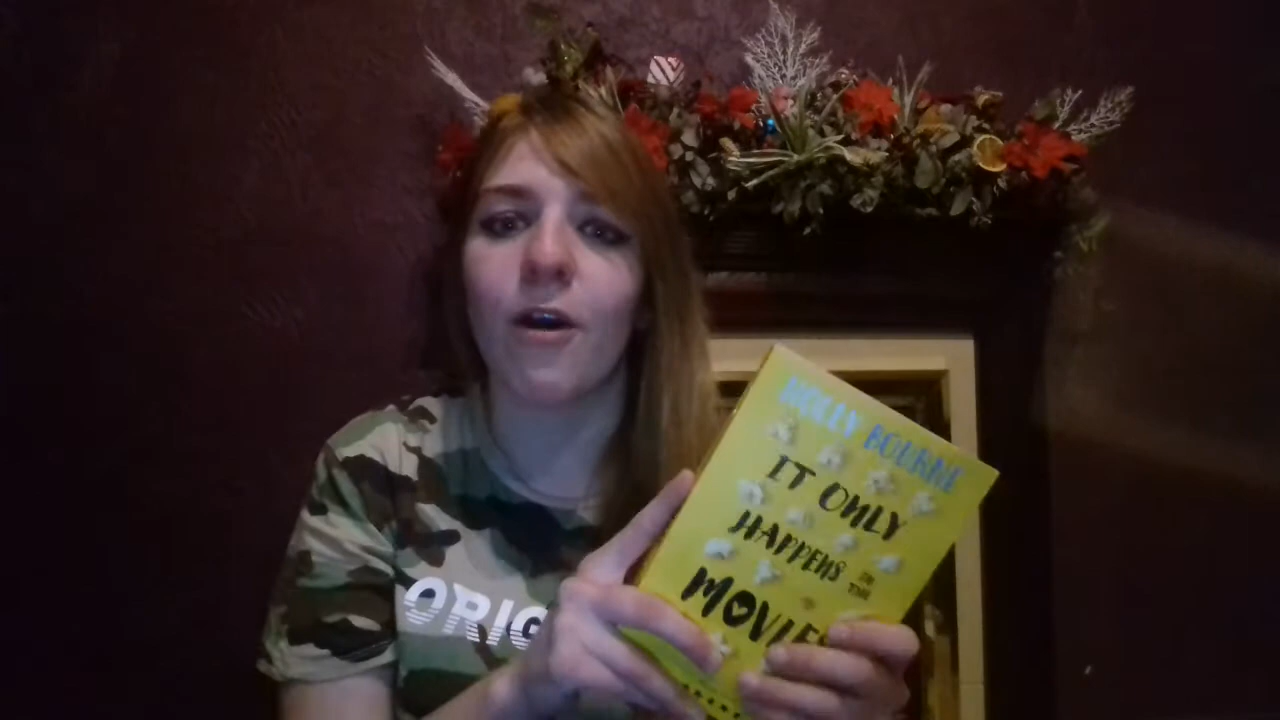 HOLLY BOURNE
IT ONLY
HAPPENS IN THE
MOVIES
ORIG